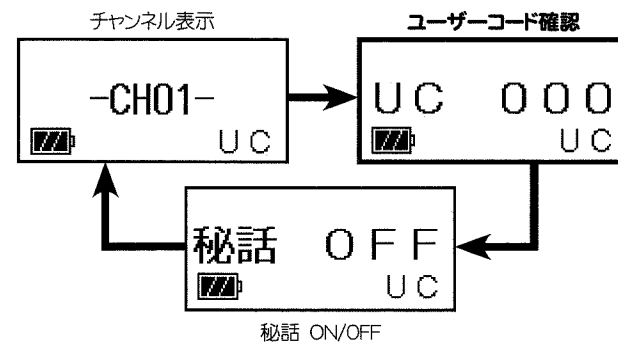 チャンネル表示
ユーザーコード確認
-CH01-
UC
UC 000
UC
秘話 OFF
UC
秘話 ON/OFF